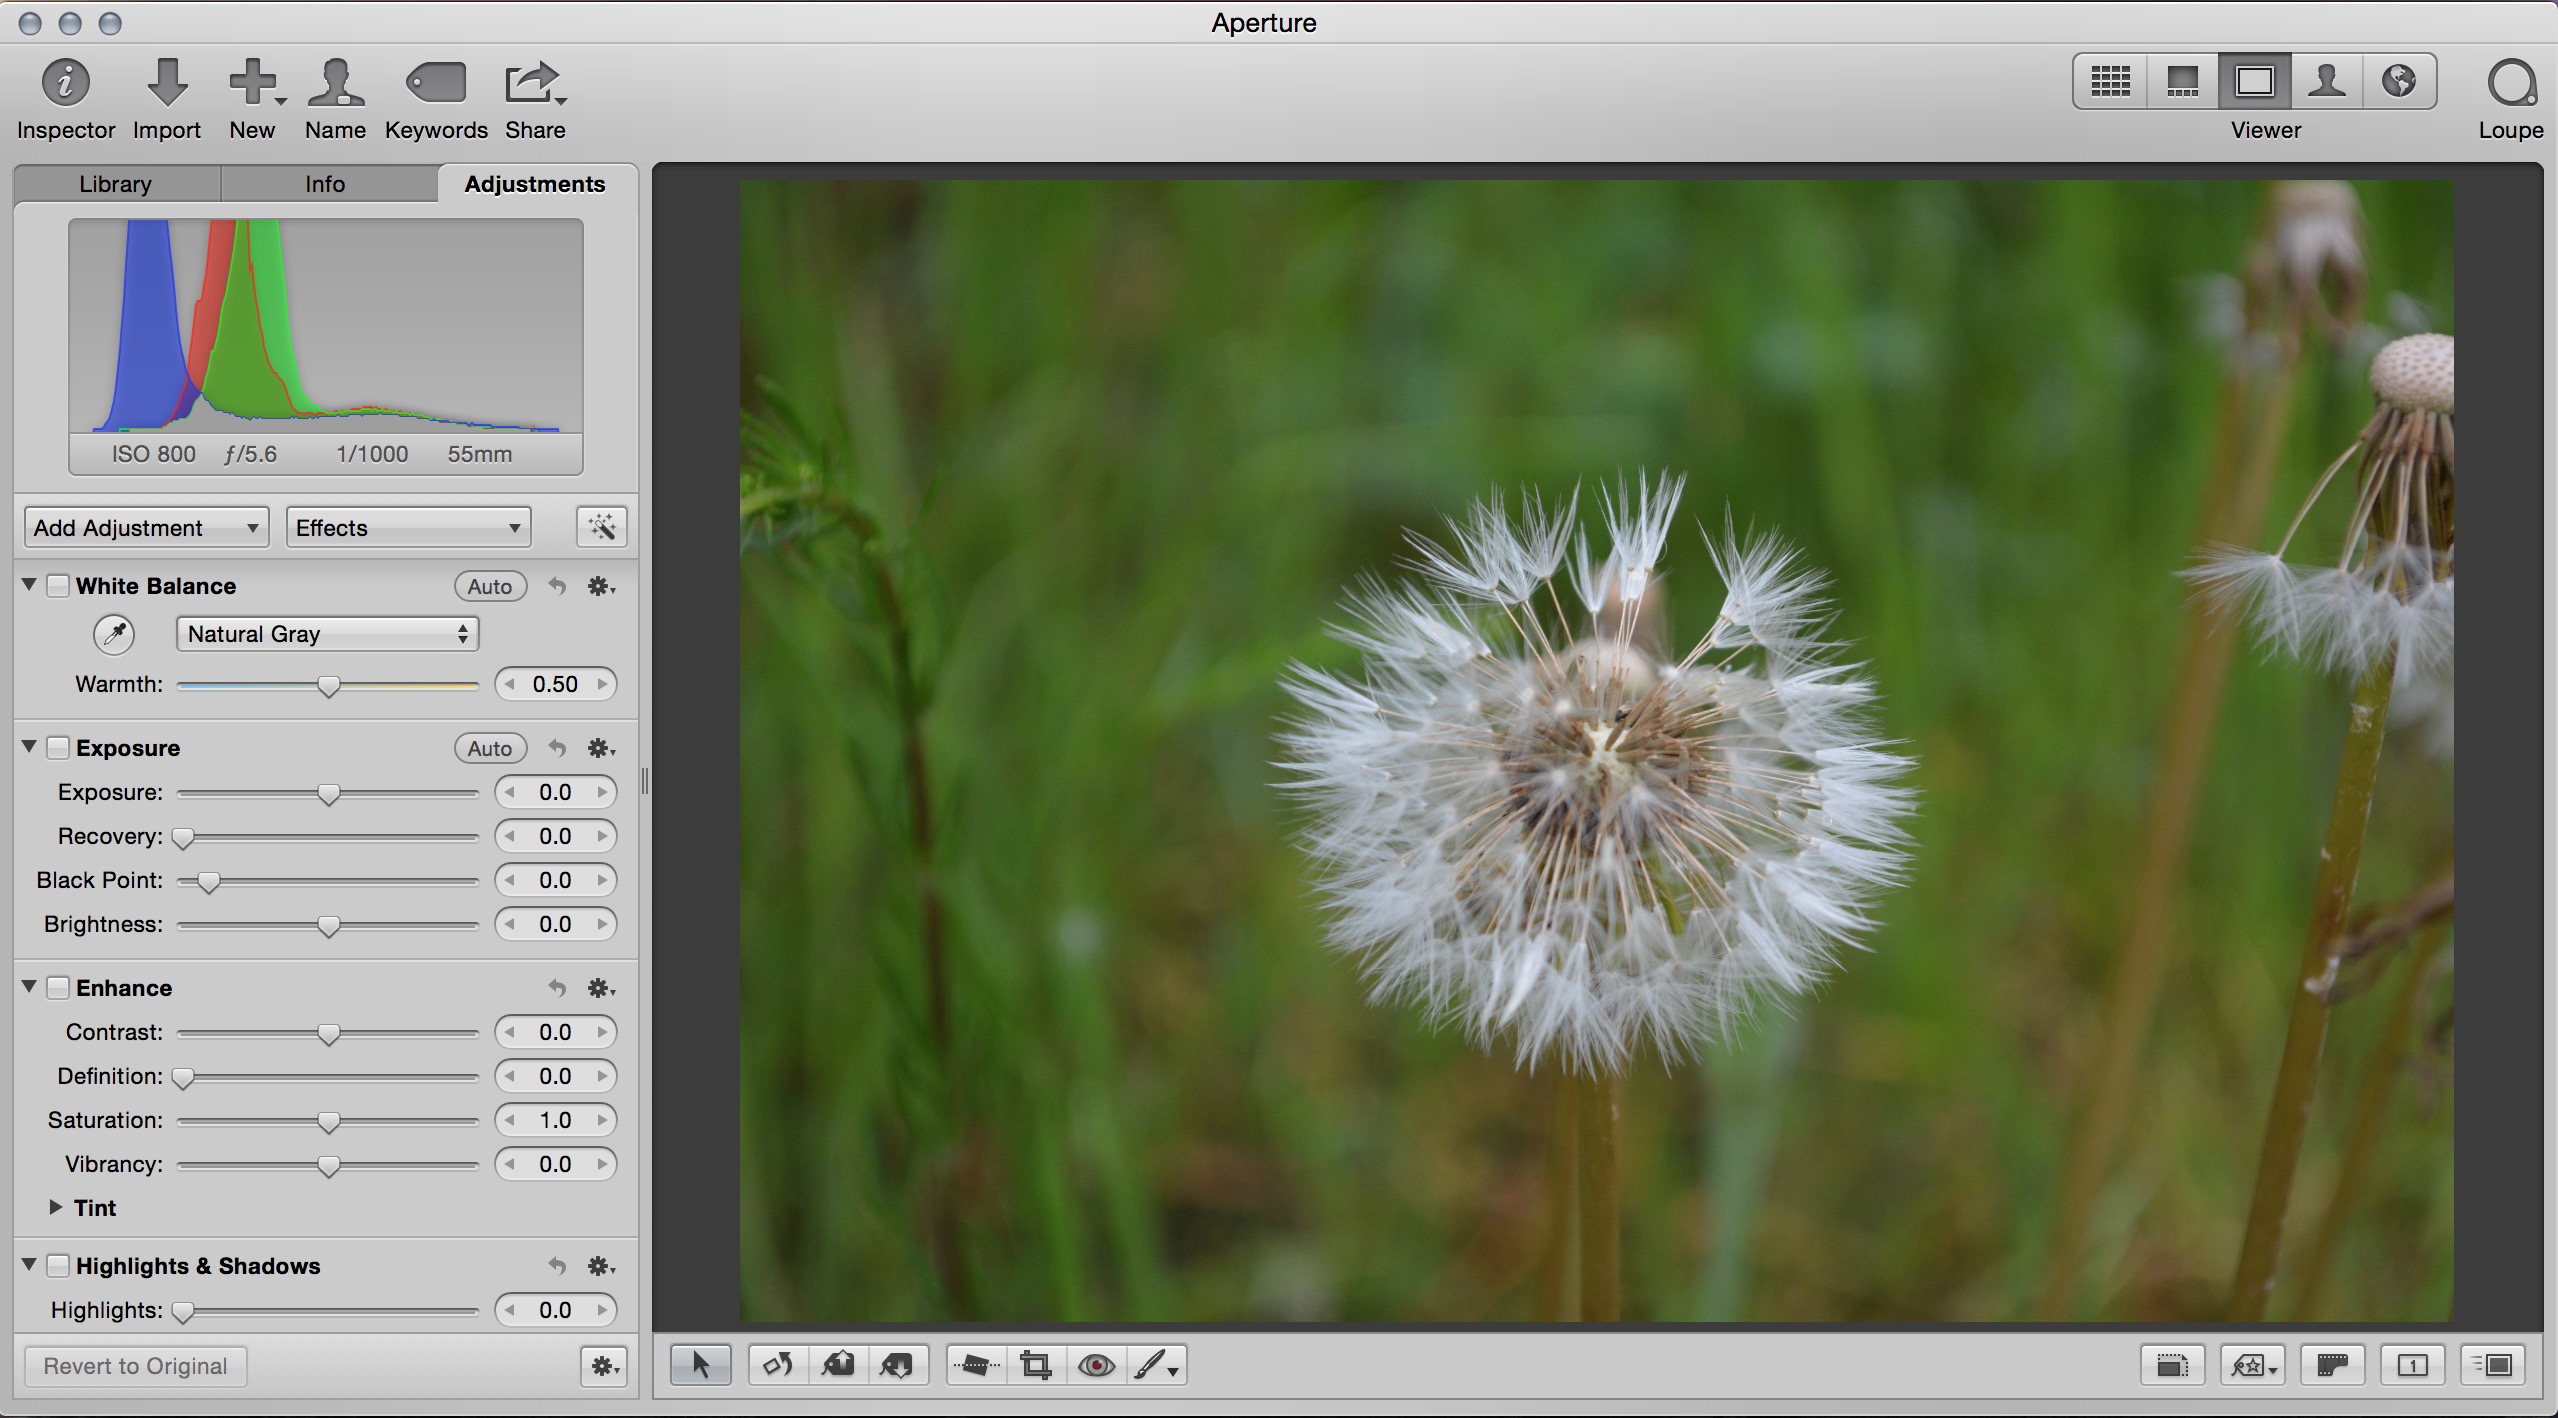 Aperture
Inspector Import New Name Keywords Share
Viewer Loupe
Library Info Adjustments
ISO 800 ƒ/5.6 1/1000 55mm
Add Adjustment Effects
White Balance Auto
Natural Gray
Warmth: 0.50
Exposure Auto
Exposure: 0.0
Recovery: 0.0
Black Point: 0.0
Brightness: 0.0
Enhance
Contrast: 0.0
Definition: 0.0
Saturation: 1.0
Vibrancy: 0.0
Tint
Highlights & Shadows
Highlights: 0.0
Revert to Original
1